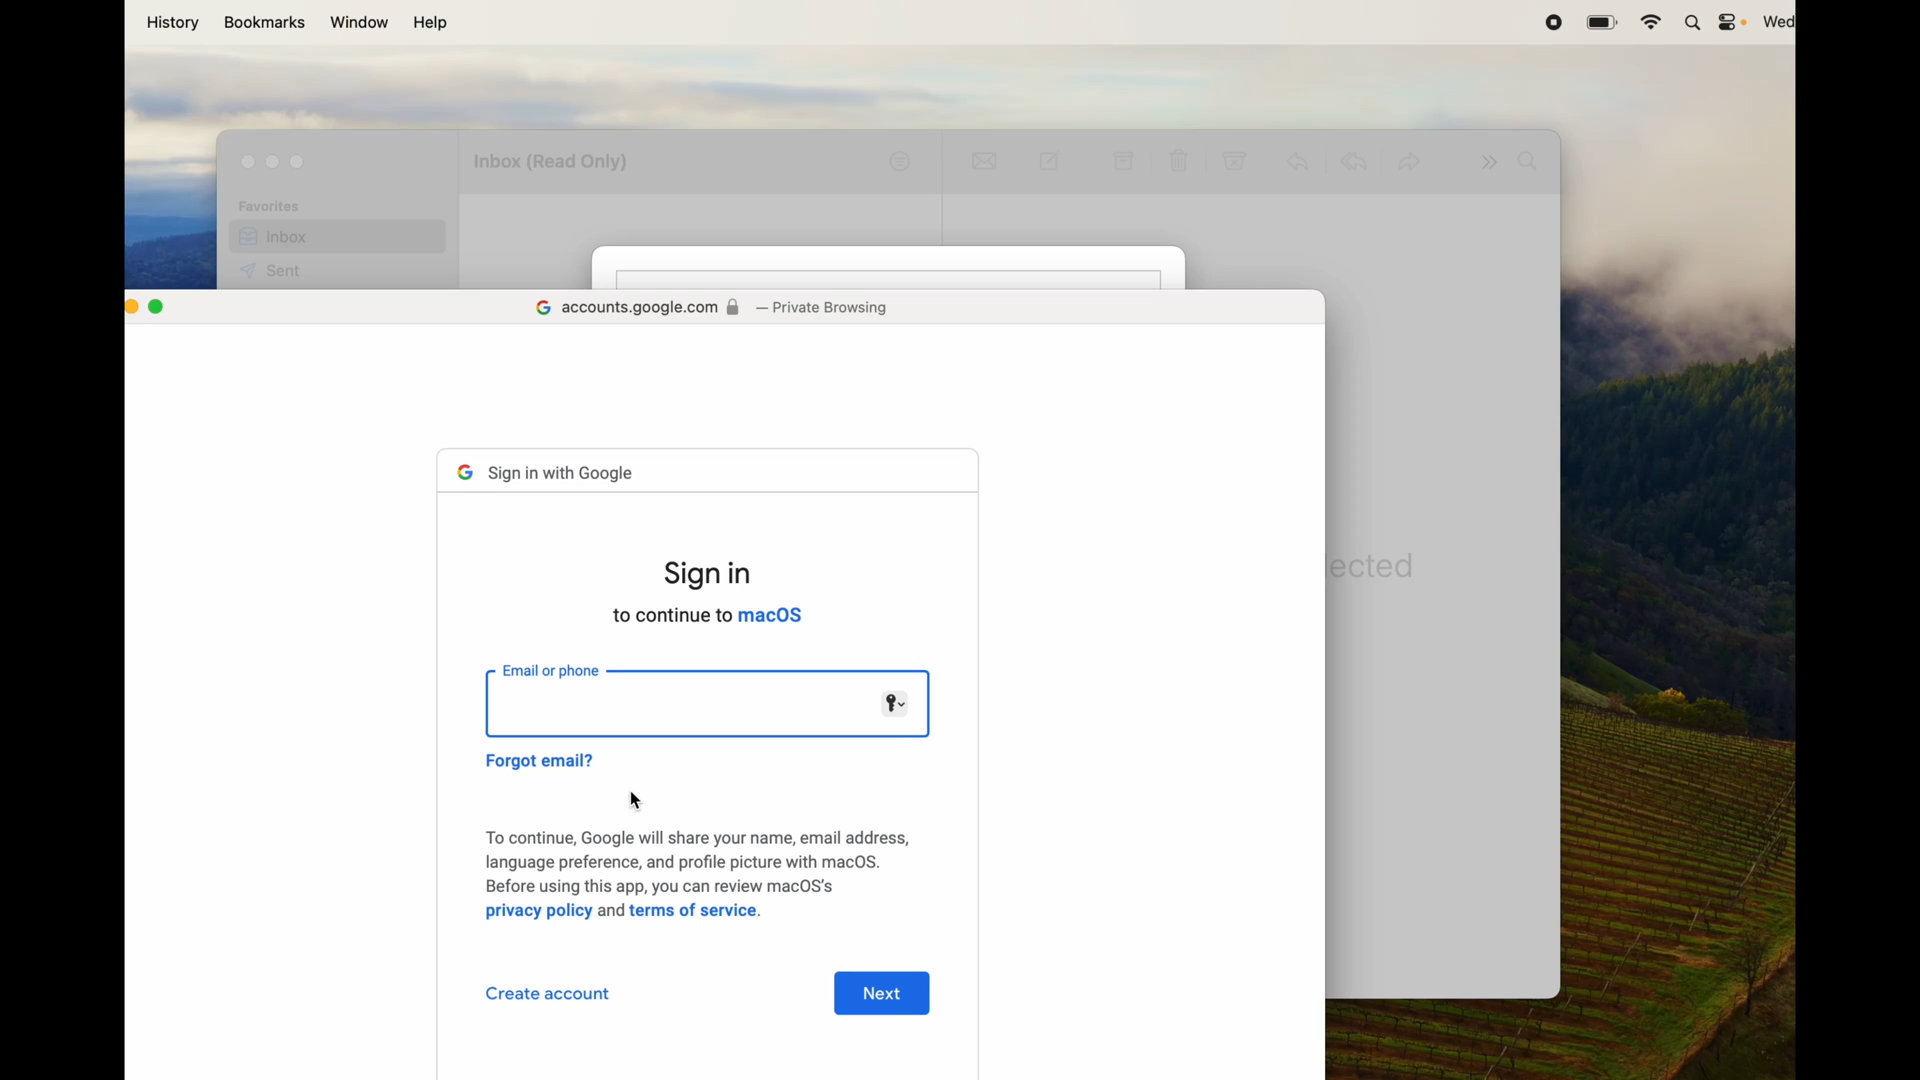 History Bookmarks Window Help Wed
Inbox (Read Only)
Favorites
Inbox
Sent
accounts.google.com — Private Browsing
Sign in with Google
Sign in
to continue to macOS
lected
Email or phone
Forgot email?
To continue, Google will share your name, email address,
language preference, and profile picture with macOS.
Before using this app, you can review macOS's
privacy policy and terms of service.
Create account
Next